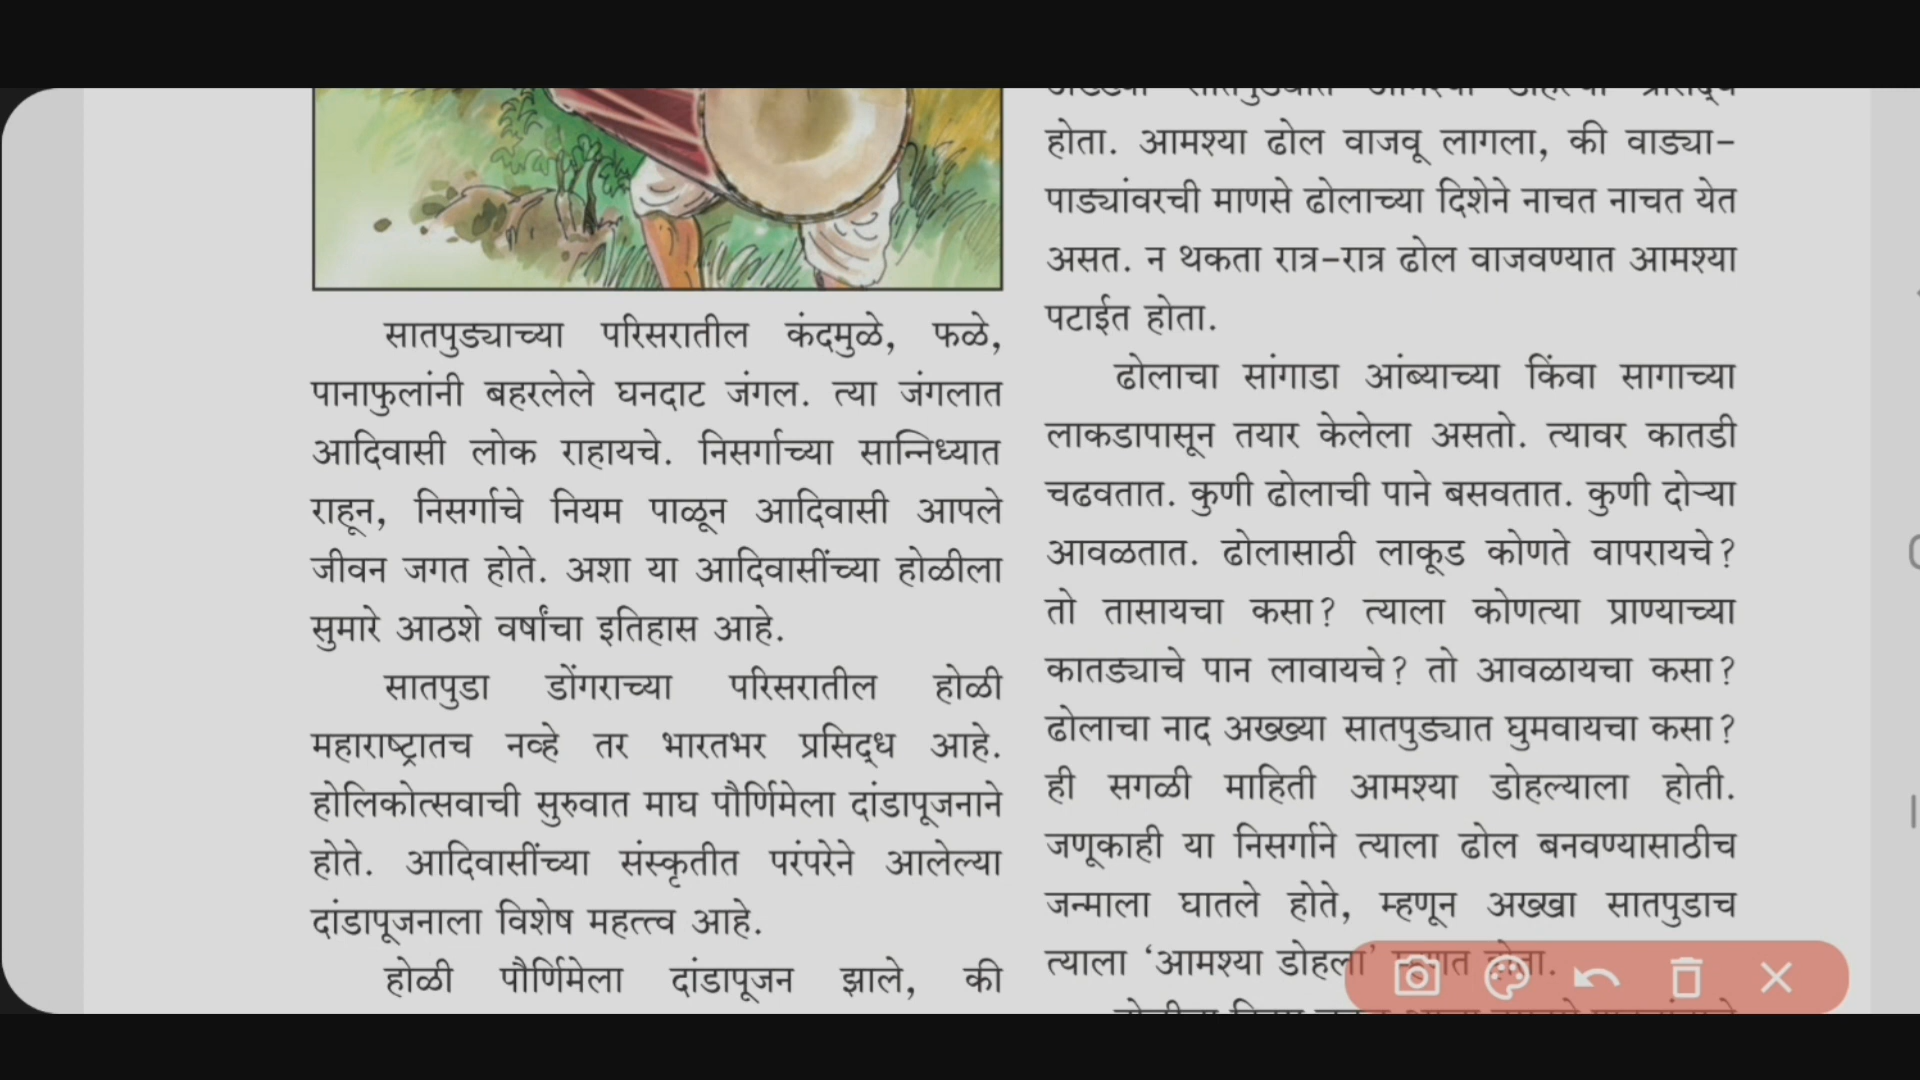 सातपुड्याच्या परिसरातील कंदमुळे, फळे,
पानाफुलांनी बहरलेले घनदाट जंगल. त्या जंगलात
आदिवासी लोक राहायचे. निसर्गाच्या सान्निध्यात
राहून, निसर्गाचे नियम पाळून आदिवासी आपले
जीवन जगत होते. अशा या आदिवासींच्या होळीला
सुमारे आठशे वर्षांचा इतिहास आहे.
सातपुडा डोंगराच्या परिसरातील होळी
महाराष्ट्रातच नव्हे तर भारतभर प्रसिद्ध आहे.
होलिकोत्सवाची सुरुवात माघ पौर्णिमेला दांडापूजनाने
होते. आदिवासींच्या संस्कृतीत परंपरेने आलेल्या
दांडापूजनाला विशेष महत्त्व आहे.
होळी पौर्णिमेला दांडापूजन झाले, की
होता. आमश्या ढोल वाजवू लागला, की वाड्या-
पाड्यांवरची माणसे ढोलाच्या दिशेने नाचत नाचत येत
असत. न थकता रात्र-रात्र ढोल वाजवण्यात आमश्या
पटाईत होता.
ढोलाचा सांगाडा आंब्याच्या किंवा सागाच्या
लाकडापासून तयार केलेला असतो. त्यावर कातडी
चढवतात. कुणी ढोलाची पाने बसवतात. कुणी दोऱ्या
आवळतात. ढोलासाठी लाकूड कोणते वापरायचे?
तो तासायचा कसा? त्याला कोणत्या प्राण्याच्या
कातड्याचे पान लावायचे? तो आवळायचा कसा?
ढोलाचा नाद अख्ख्या सातपुड्यात घुमवायचा कसा?
ही सगळी माहिती आमश्या डोहल्याला होती.
जणूकाही या निसर्गाने त्याला ढोल बनवण्यासाठीच
जन्माला घातले होते, म्हणून अख्खा सातपुडाच
त्याला ‘आमश्या डोहला’ म्हणत होता.